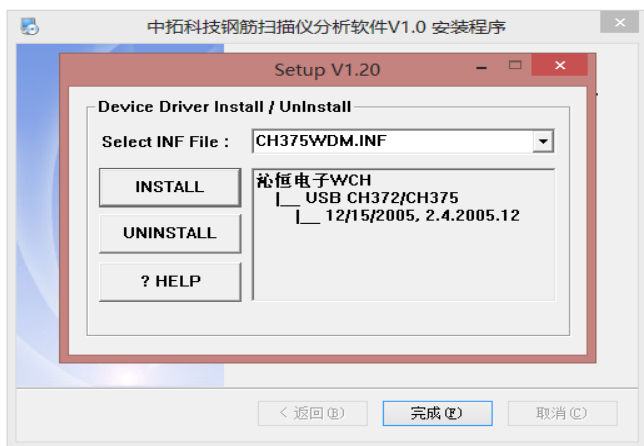 中拓科技钢筋扫描仪分析软件V1.0 安装程序
Setup V1.20
Device Driver Install / UnInstall
Select INF File :
CH375WDM.INF
INSTALL
沁恒电子WCH
|__ USB CH372/CH375
|__ 12/15/2005, 2.4.2005.12
UNINSTALL
? HELP
< 返回(B)
完成(F)
取消(C)